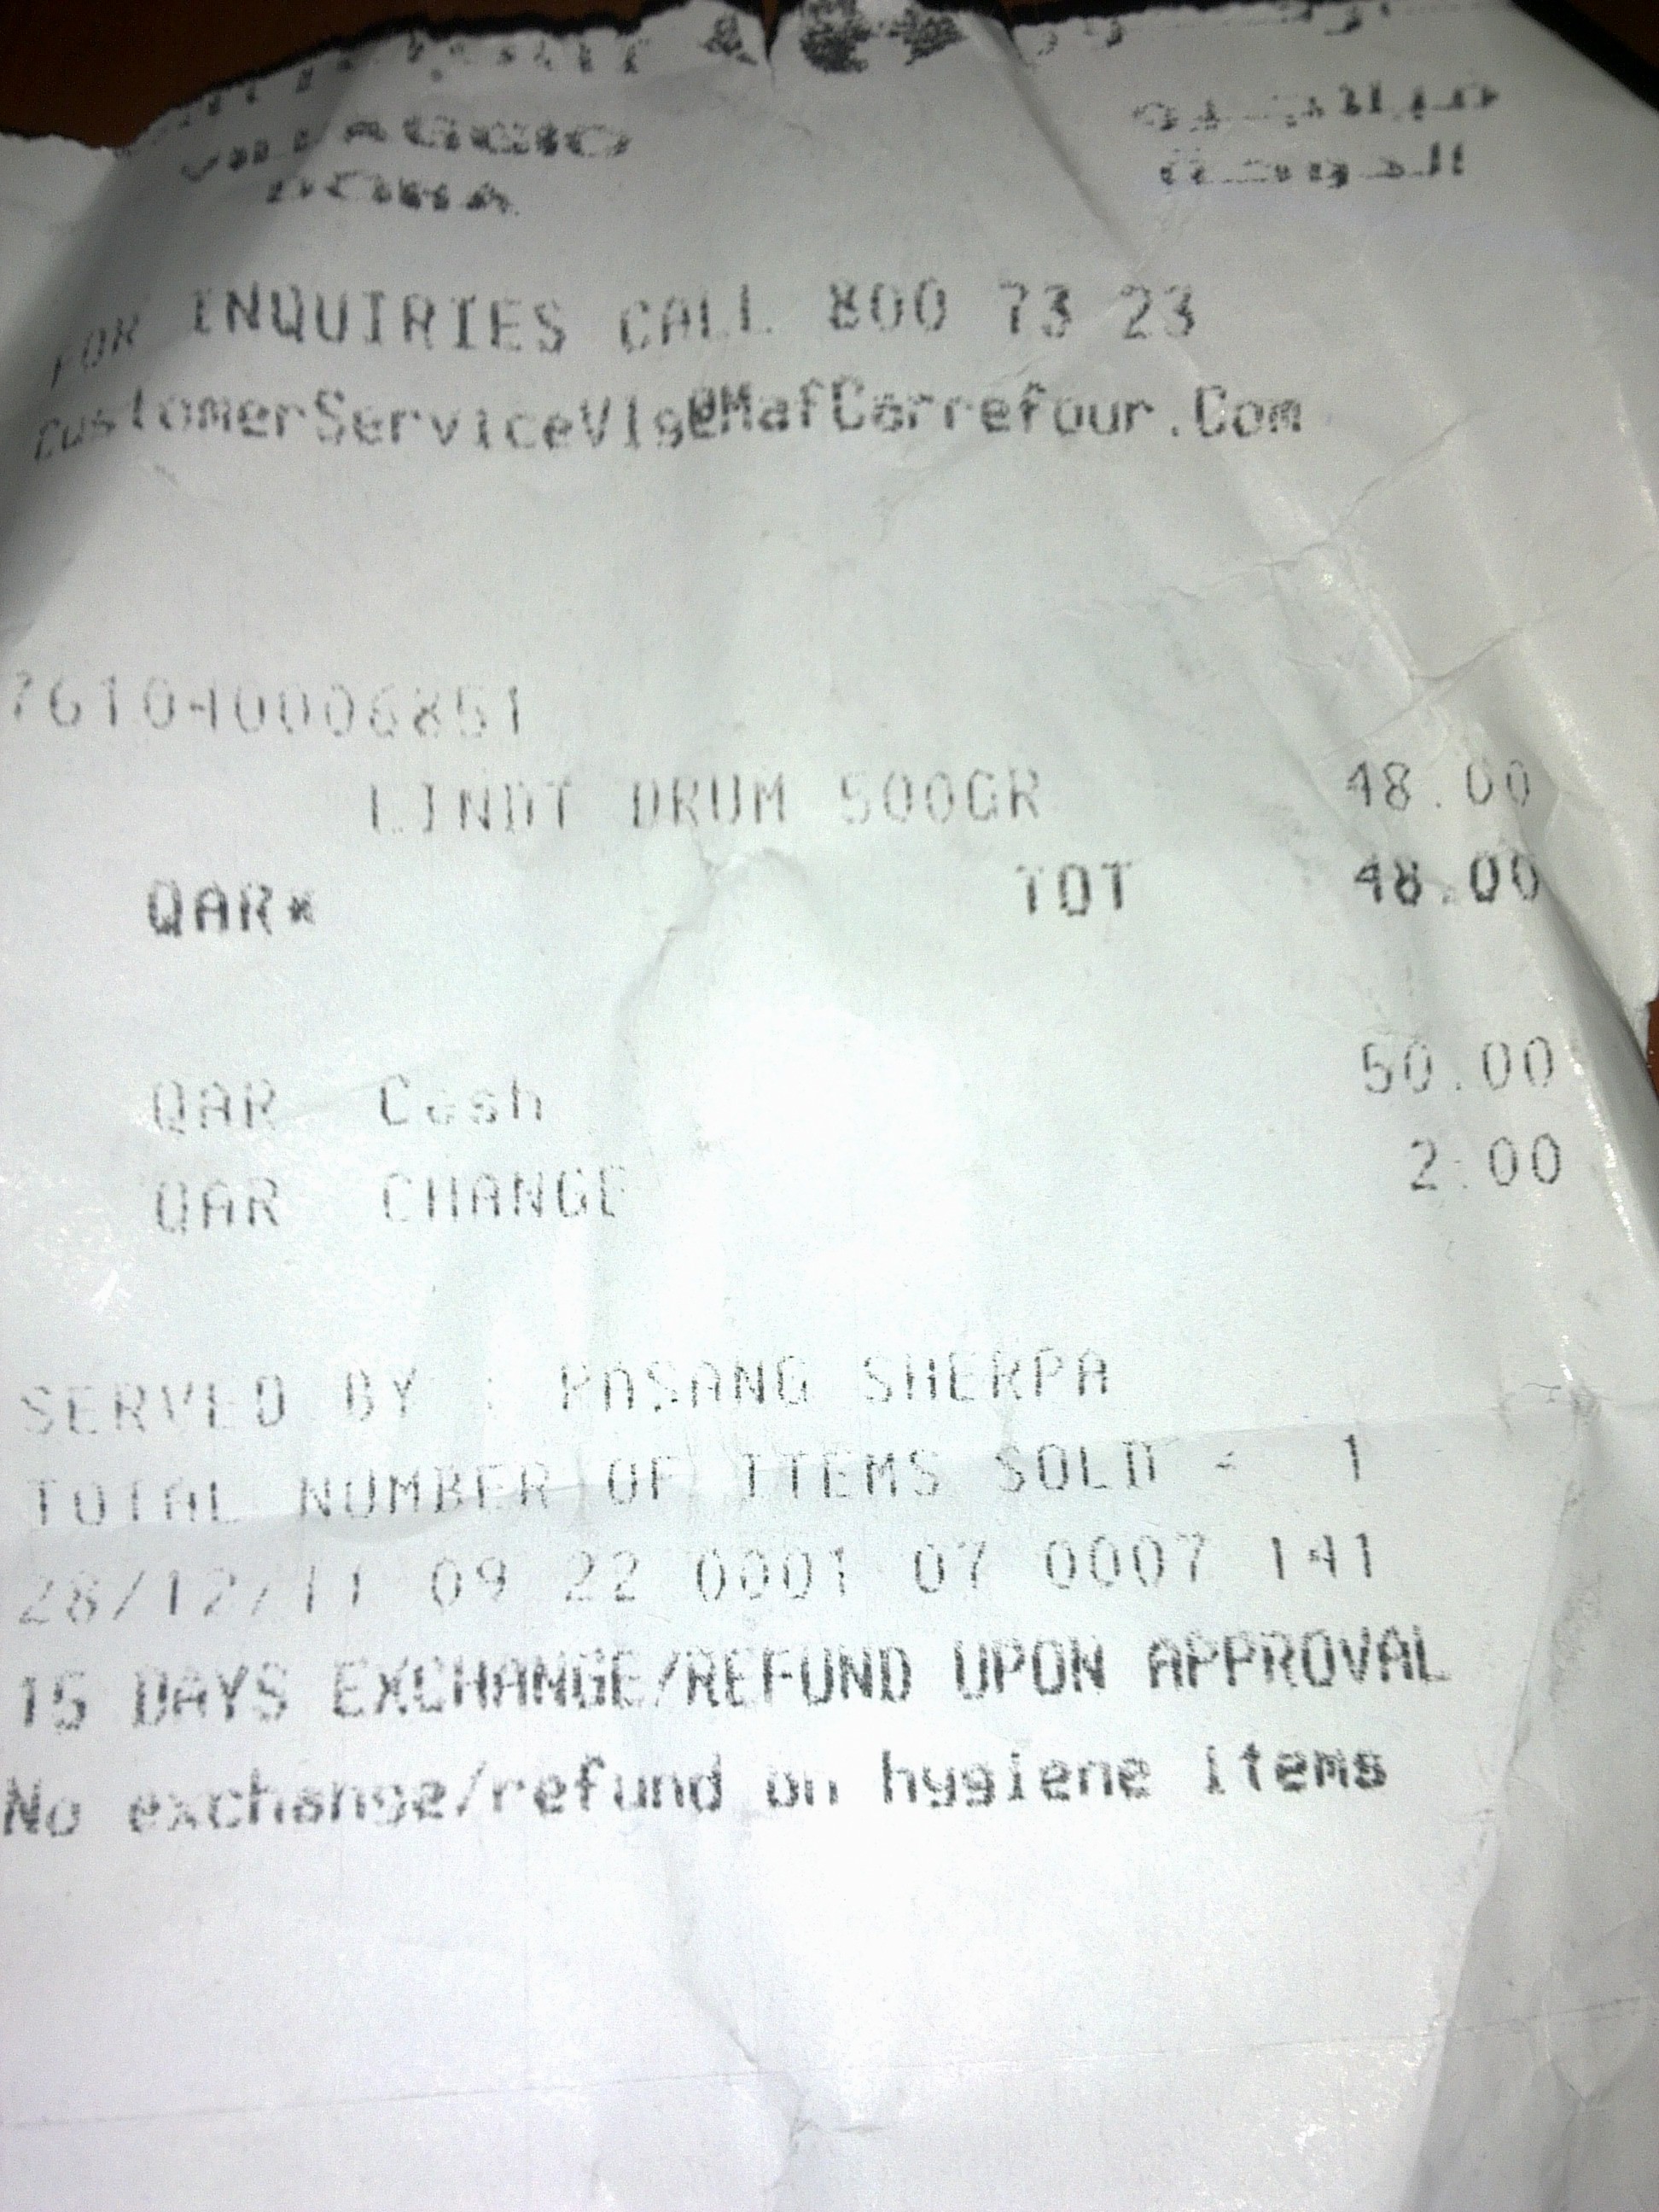 VILLAGGIO
DOHA
FOR INQUIRIES CALL 800 73 23
CustomerServiceVlg@MafCarrefour.Com
761040006851
LINDT DRUM 500GR 48.00
QAR* TOT 48.00
QAR Cash 50.00
QAR CHANGE 2.00
SERVED BY : PASANG SHERPA
TOTAL NUMBER OF ITEMS SOLD = 1
28/12/11 09 22 0001 07 0007 141
15 DAYS EXCHANGE/REFUND UPON APPROVAL
No exchange/refund on hygiene items